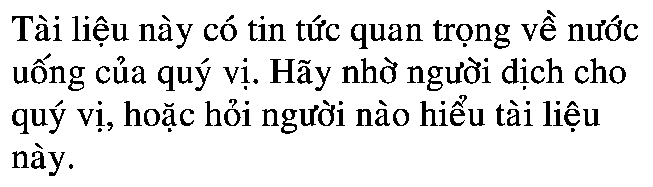 Tài liệu này có tin tức quan trọng về nước
uống của quý vị. Hãy nhờ người dịch cho
quý vị, hoặc hỏi người nào hiểu tài liệu
này.